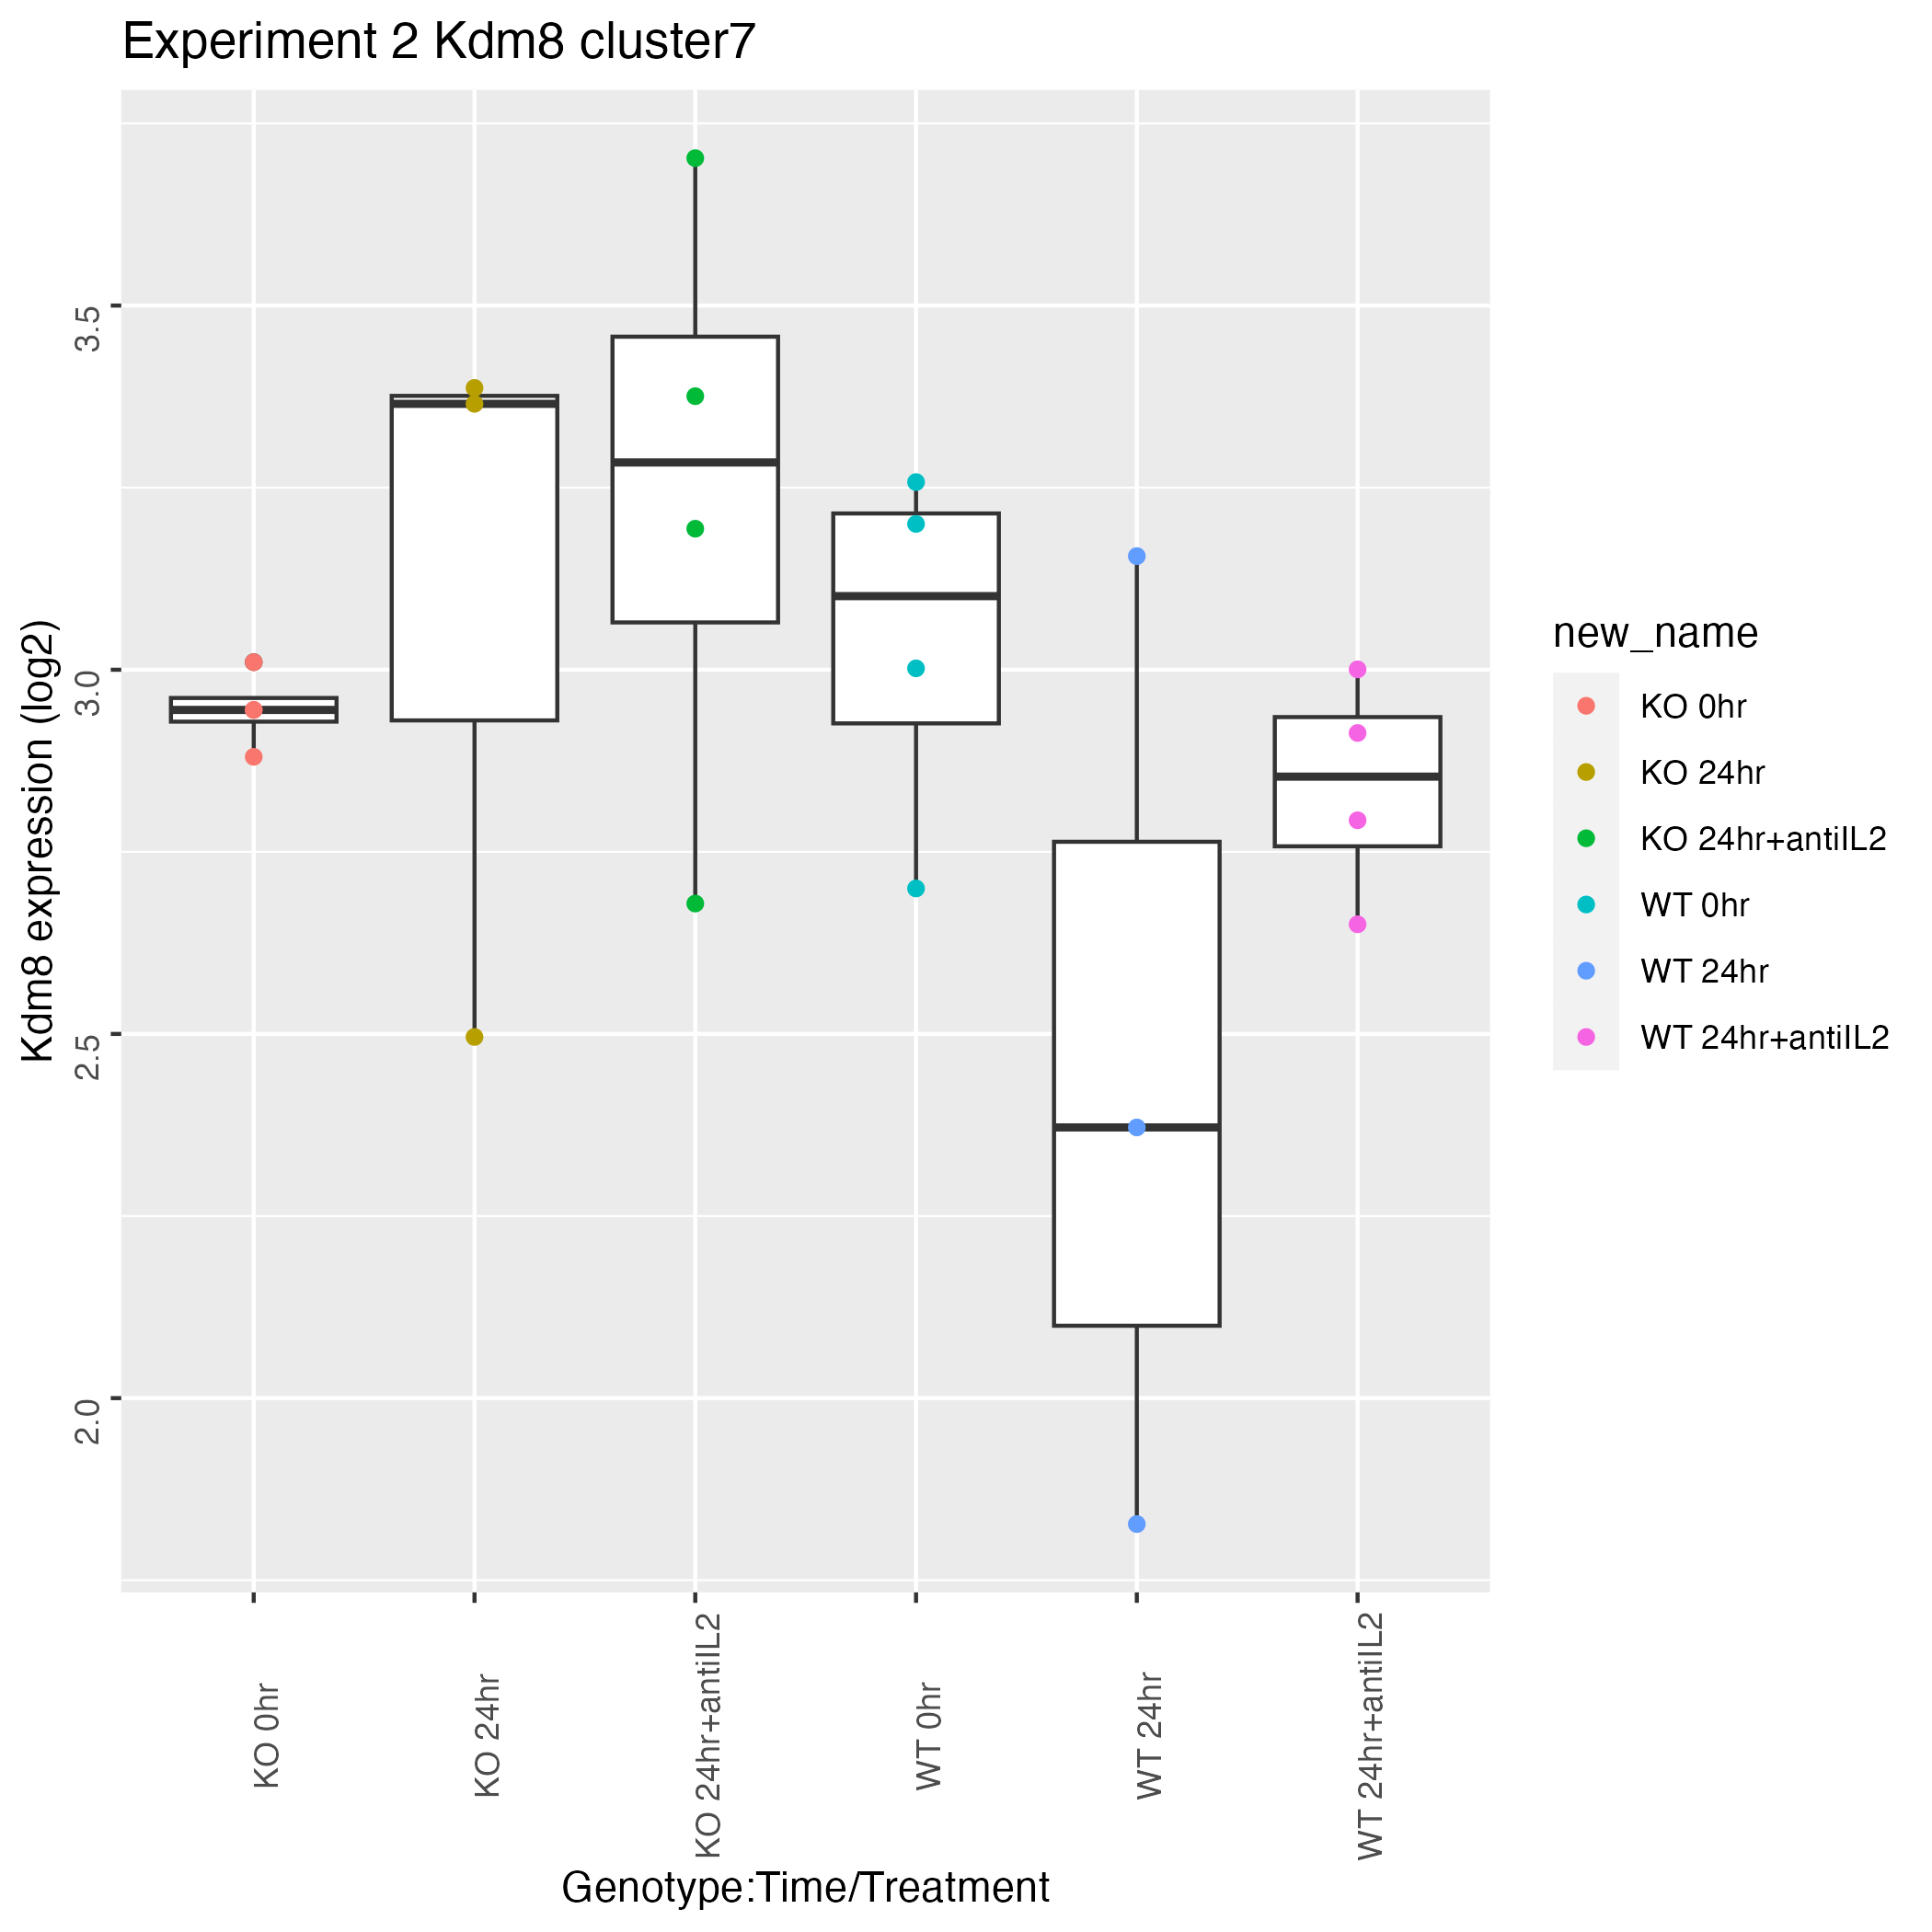 Experiment 2 Kdm8 cluster7
Kdm8 expression (log2)
3.5
3.0
2.5
2.0
KO 0hr
KO 24hr
KO 24hr+antiIL2
WT 0hr
WT 24hr
WT 24hr+antiIL2
Genotype:Time/Treatment
new_name
KO 0hr
KO 24hr
KO 24hr+antiIL2
WT 0hr
WT 24hr
WT 24hr+antiIL2